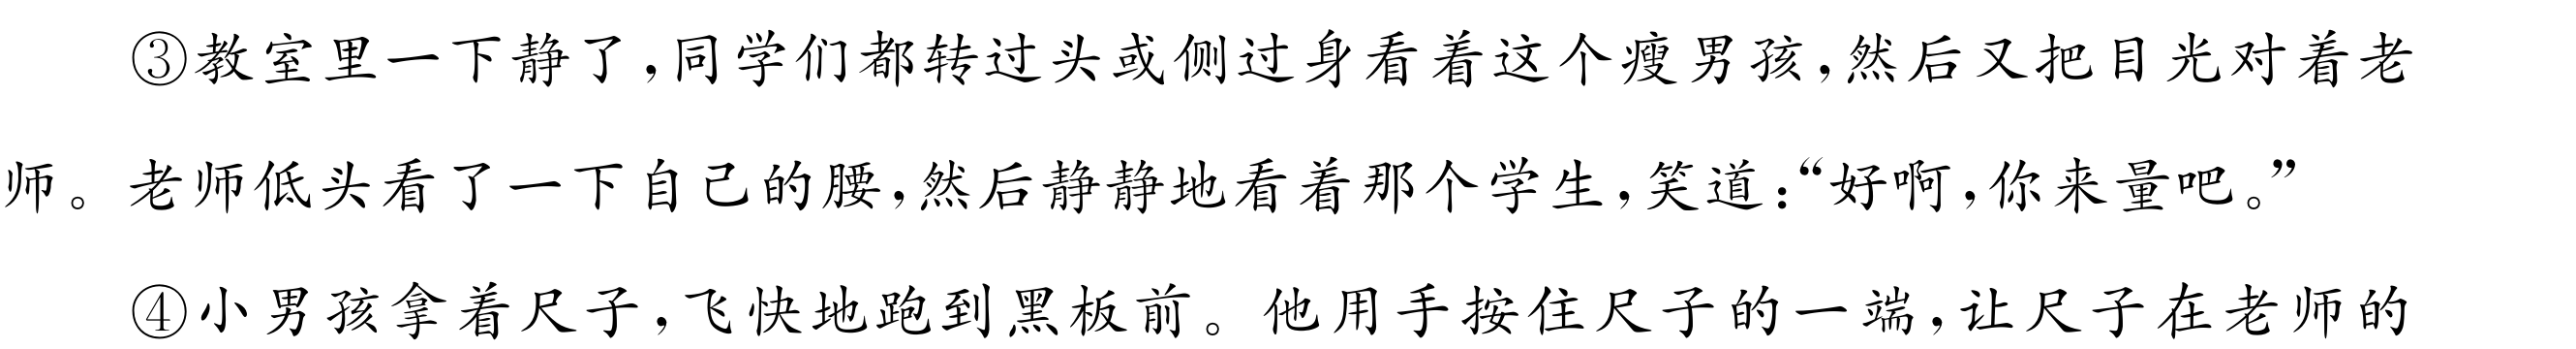 ③教室里一下静了,同学们都转过头或侧过身看着这个瘦男孩,然后又把目光对着老
师。老师低头看了一下自己的腰,然后静静地看着那个学生,笑道:“好啊,你来量吧。”
④小男孩拿着尺子,飞快地跑到黑板前。他用手按住尺子的一端,让尺子在老师的